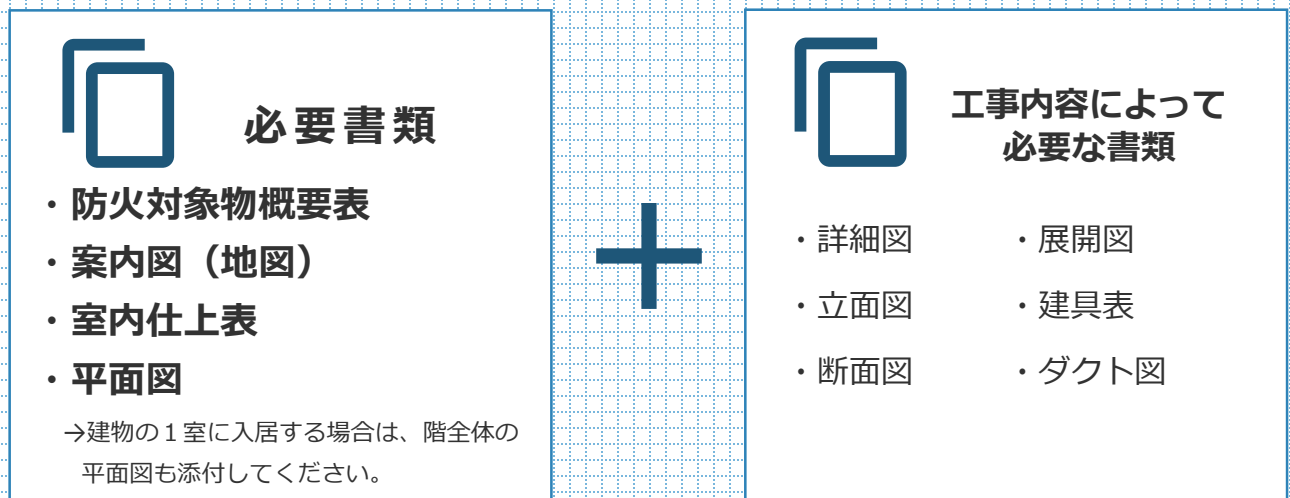 必要書類
・防火対象物概要表
・案内図（地図）
・室内仕上表
・平面図
→建物の１室に入居する場合は、階全体の
平面図も添付してください。
工事内容によって
必要な書類
・詳細図 ・展開図
・立面図 ・建具表
・断面図 ・ダクト図